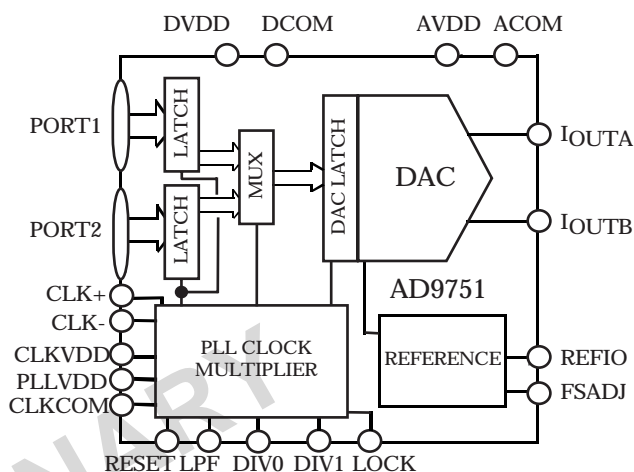 DVDD DCOM AVDD ACOM
PORT1
LATCH
MUX
DAC LATCH
DAC
IOUTA
PORT2
LATCH
IOUTB
AD9751
CLK+
CLK-
CLKVDD
PLLVDD
CLKCOM
PLL CLOCK
MULTIPLIER
REFERENCE
REFIO
FSADJ
RESET LPF DIV0 DIV1 LOCK
NARY